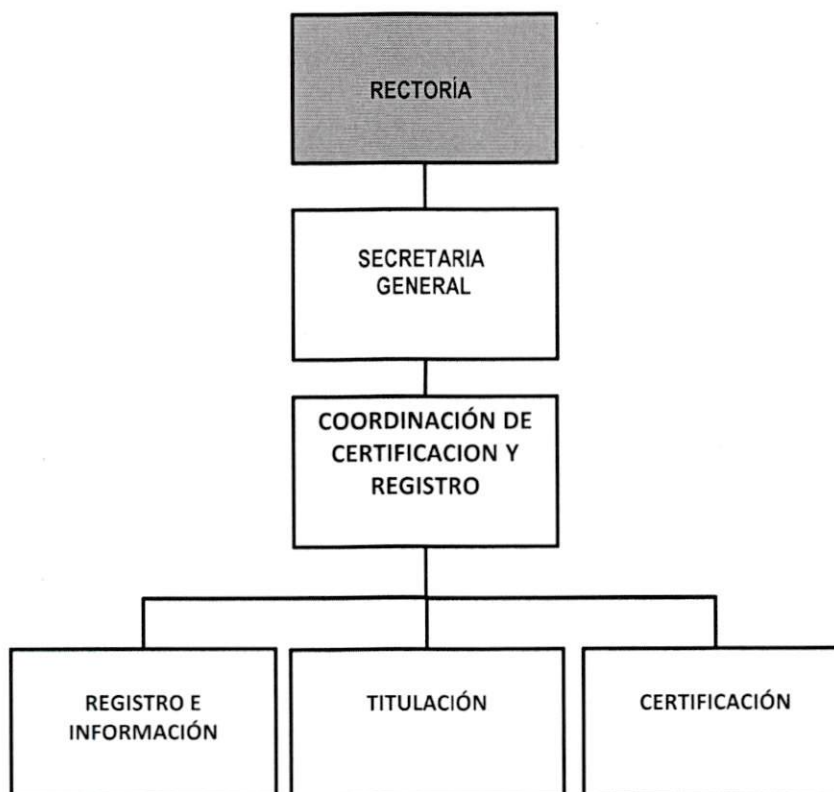 RECTORÍA
SECRETARIA
GENERAL
COORDINACIÓN DE
CERTIFICACION Y
REGISTRO
REGISTRO E
INFORMACIÓN
TITULACIÓN
CERTIFICACIÓN